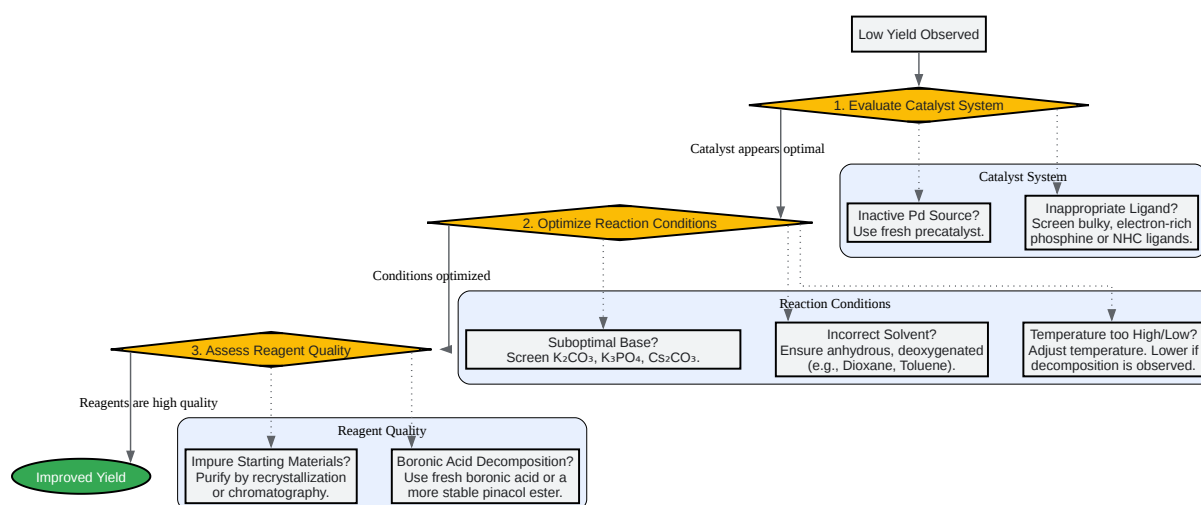 Low Yield Observed
1. Evaluate Catalyst System
Catalyst appears optimal
Catalyst System
Inactive Pd Source?
Use fresh precatalyst.
Inappropriate Ligand?
Screen bulky, electron-rich
phosphine or NHC ligands.
2. Optimize Reaction Conditions
Conditions optimized
Reaction Conditions
Suboptimal Base?
Screen K₂CO₃, K₃PO₄, Cs₂CO₃.
Incorrect Solvent?
Ensure anhydrous, deoxygenated
(e.g., Dioxane, Toluene).
Temperature too High/Low?
Adjust temperature. Lower if
decomposition is observed.
3. Assess Reagent Quality
Reagents are high quality
Reagent Quality
Impure Starting Materials?
Purify by recrystallization
or chromatography.
Boronic Acid Decomposition?
Use fresh boronic acid or a
more stable pinacol ester.
Improved Yield